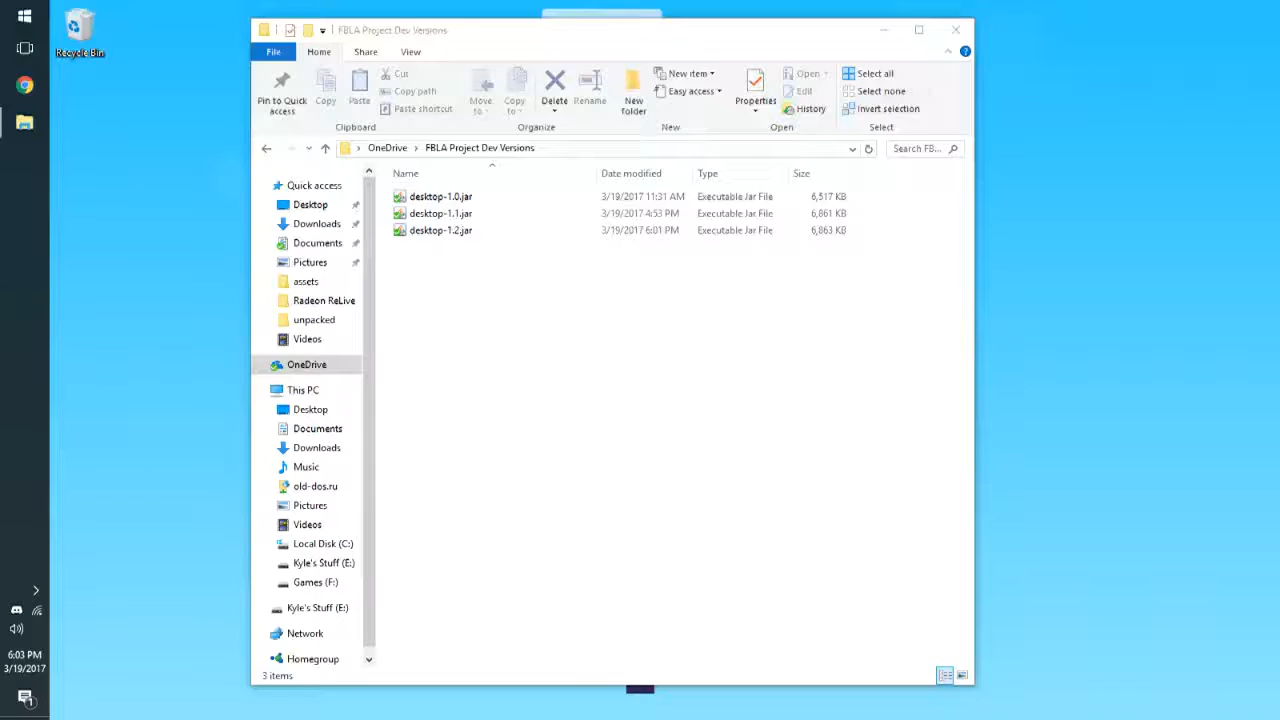 Recycle Bin
FBLA Project Dev Versions
File Home Share View
Pin to Quick access
Copy
Paste
Cut
Copy path
Paste shortcut
Clipboard
Move to
Copy to
Delete
Rename
Organize
New folder
New item
Easy access
New
Properties
Open
Edit
History
Open
Select all
Select none
Invert selection
Select
OneDrive > FBLA Project Dev Versions
Search FB...
Name Date modified Type Size
desktop-1.0.jar 3/19/2017 11:31 AM Executable Jar File 6,517 KB
desktop-1.1.jar 3/19/2017 4:53 PM Executable Jar File 6,861 KB
desktop-1.2.jar 3/19/2017 6:01 PM Executable Jar File 6,863 KB
Quick access
Desktop
Downloads
Documents
Pictures
assets
Radeon ReLive
unpacked
Videos
OneDrive
This PC
Desktop
Documents
Downloads
Music
old-dos.ru
Pictures
Videos
Local Disk (C:)
Kyle's Stuff (E:)
Games (F:)
Kyle's Stuff (E:)
Network
Homegroup
3 items
6:03 PM
3/19/2017
1